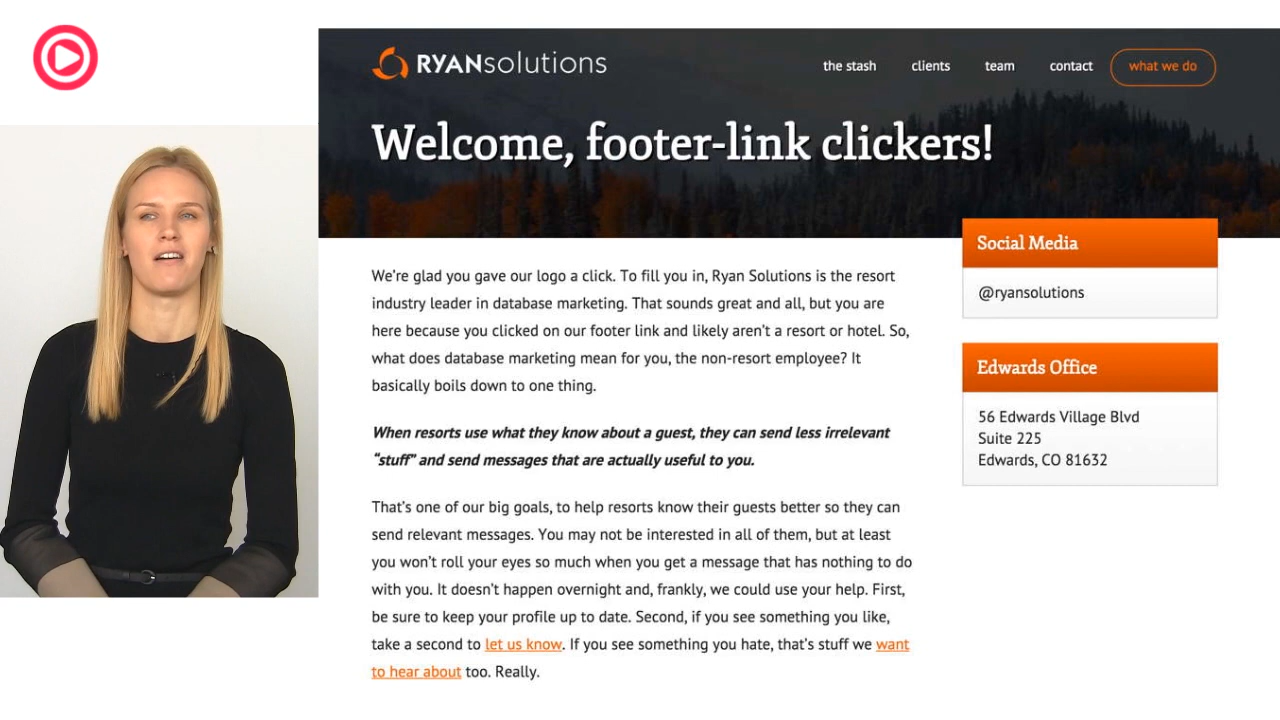 RYANsolutions
the stash
clients
team
contact
what we do
Welcome, footer-link clickers!
We're glad you gave our logo a click. To fill you in, Ryan Solutions is the resort
industry leader in database marketing. That sounds great and all, but you are
here because you clicked on our footer link and likely aren't a resort or hotel. So,
what does database marketing mean for you, the non-resort employee? It
basically boils down to one thing.
When resorts use what they know about a guest, they can send less irrelevant
“stuff” and send messages that are actually useful to you.
That's one of our big goals, to help resorts know their guests better so they can
send relevant messages. You may not be interested in all of them, but at least
you won't roll your eyes so much when you get a message that has nothing to do
with you. It doesn't happen overnight and, frankly, we could use your help. First,
be sure to keep your profile up to date. Second, if you see something you like,
take a second to let us know. If you see something you hate, that's stuff we want
to hear about too. Really.
Social Media
@ryansolutions
Edwards Office
56 Edwards Village Blvd
Suite 225
Edwards, CO 81632